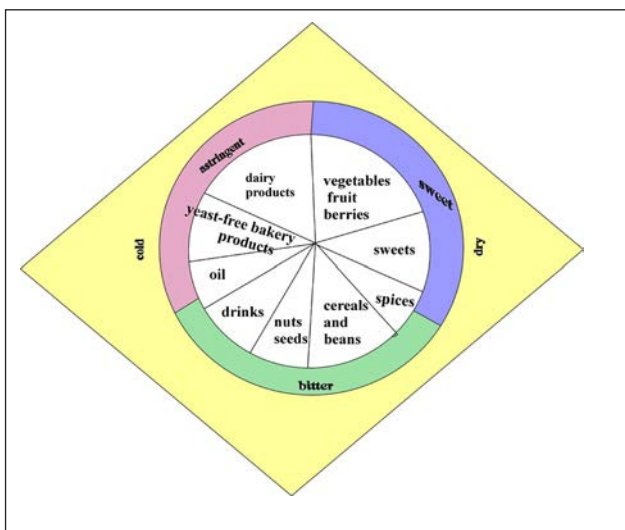 astringent
sweet
dairy
products
vegetables
fruit
berries
yeast-free bakery
products
cold
sweets
dry
oil
spices
drinks
nuts
seeds
cereals
and
beans
bitter